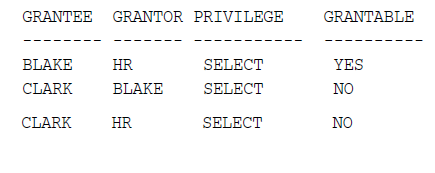 GRANTEE GRANTOR PRIVILEGE GRANTABLE
-------- ------- ----------- ----------
BLAKE HR SELECT YES
CLARK BLAKE SELECT NO
CLARK HR SELECT NO